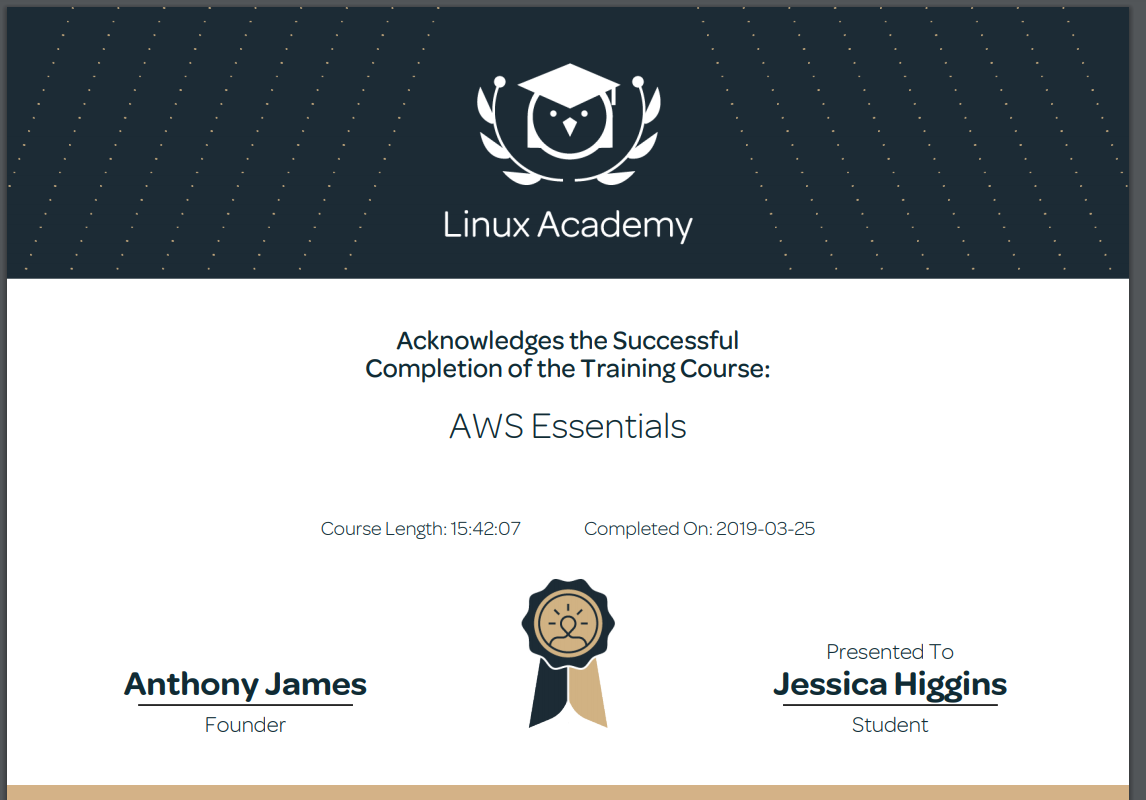 Linux Academy
Acknowledges the Successful
Completion of the Training Course:
AWS Essentials
Course Length: 15:42:07
Completed On: 2019-03-25
Anthony James
Founder
Presented To
Jessica Higgins
Student